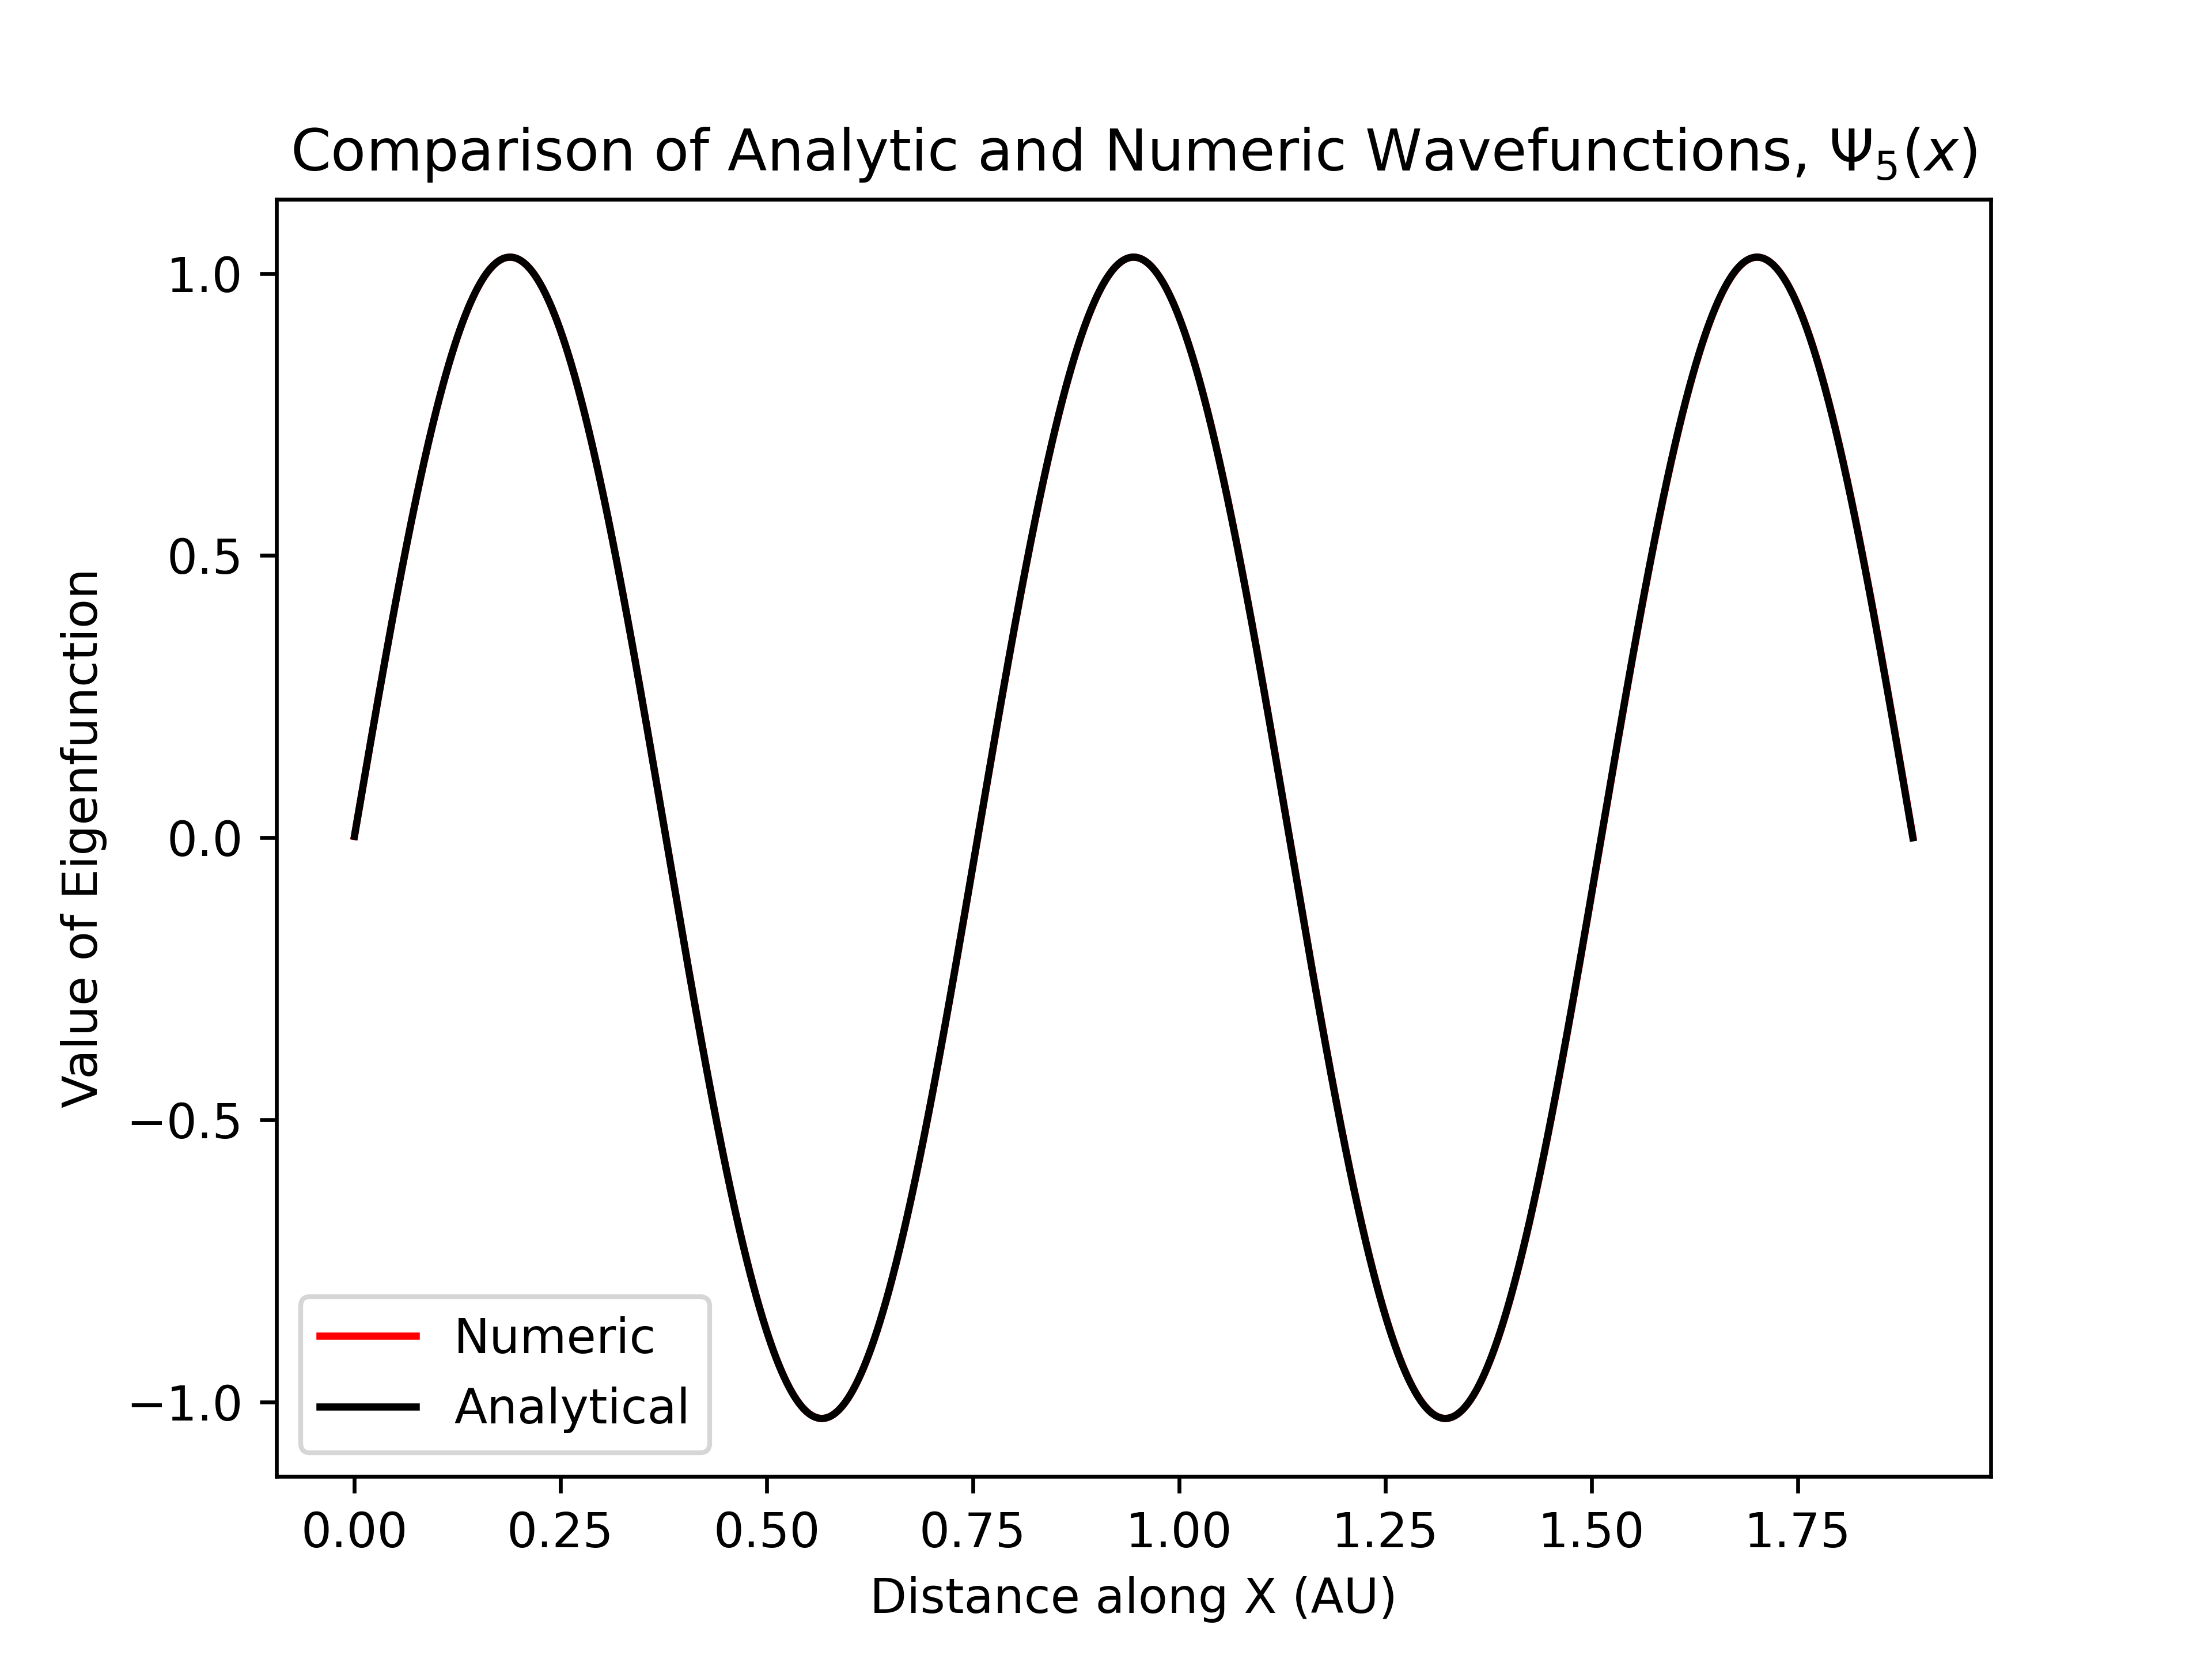 Comparison of Analytic and Numeric Wavefunctions, Ψ₅(x)
1.0
0.5
0.0
−0.5
−1.0
Value of Eigenfunction
Numeric
Analytical
0.00 0.25 0.50 0.75 1.00 1.25 1.50 1.75
Distance along X (AU)